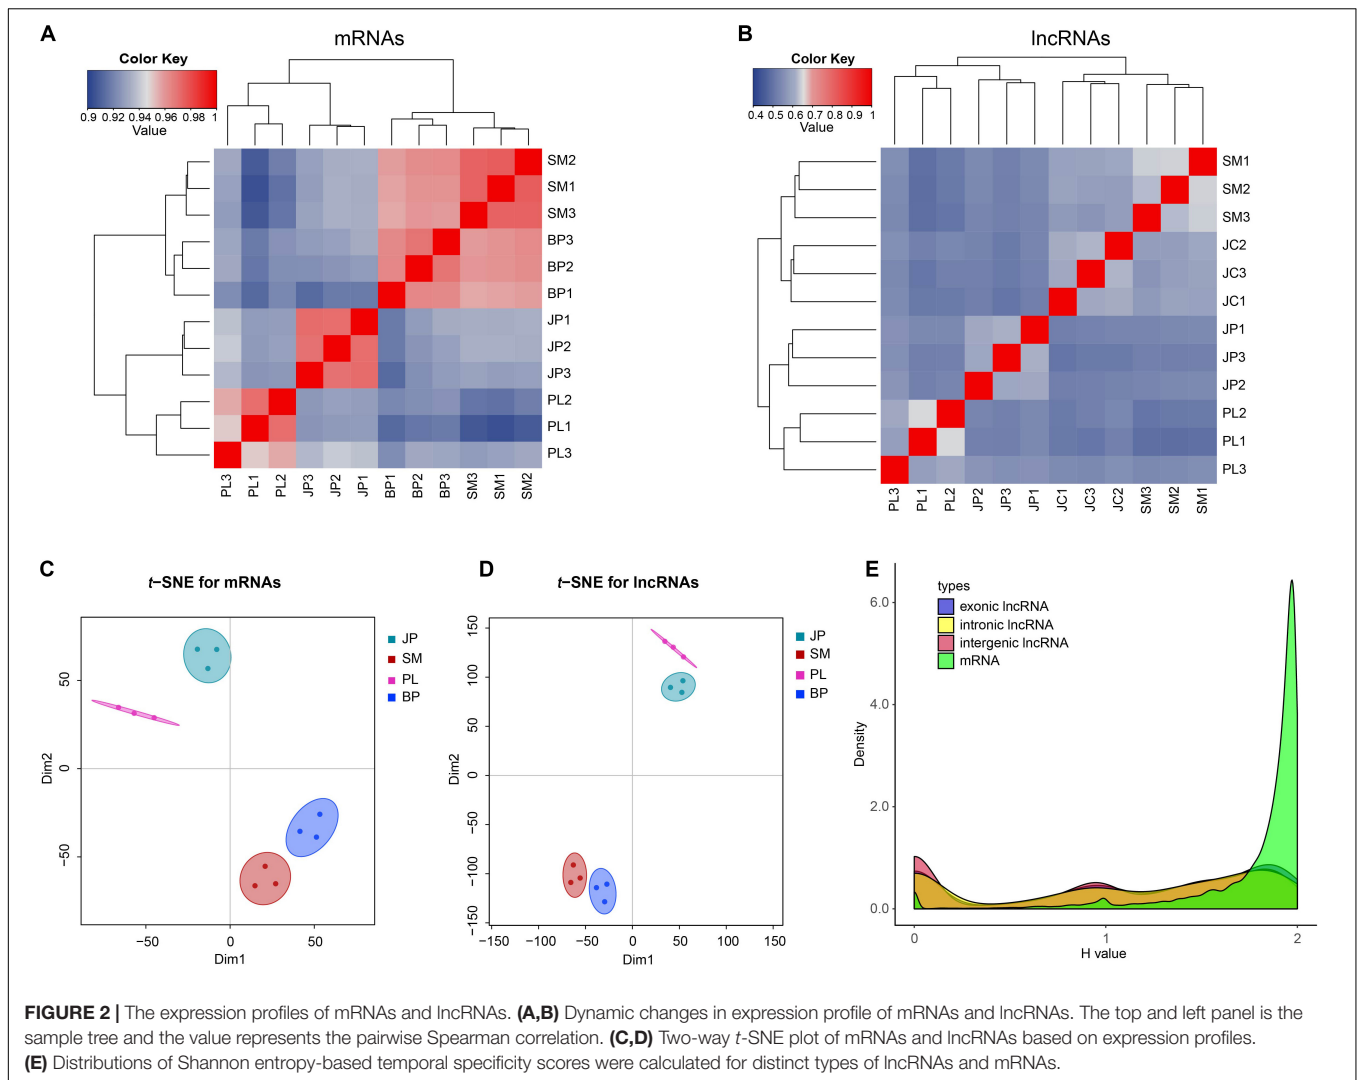 A
mRNAs
Color Key
0.9 0.92 0.94 0.96 0.98 1
Value
SM2
SM1
SM3
BP3
BP2
BP1
JP1
JP2
JP3
PL2
PL1
PL3
PL3 PL1 PL2 JP3 JP2 JP1 BP1 BP2 BP3 SM3 SM1 SM2
B
lncRNAs
Color Key
0.4 0.5 0.6 0.7 0.8 0.9 1
Value
SM1
SM2
SM3
JC2
JC3
JC1
JP1
JP3
JP2
PL2
PL1
PL3
PL3 PL1 PL2 JP2 JP3 JP1 JC1 JC3 JC2 SM3 SM2 SM1
C
t−SNE for mRNAs
JP
SM
PL
BP
50
0
−50
Dim2
−50 0 50
Dim1
D
t−SNE for lncRNAs
JP
SM
PL
BP
150
100
50
0
−50
−100
−150
Dim2
−150 −100 −50 0 50 100 150
Dim1
E
types
exonic lncRNA
intronic lncRNA
intergenic lncRNA
mRNA
6.0
4.0
2.0
0.0
Density
0 1 2
H value
FIGURE 2 | The expression profiles of mRNAs and lncRNAs. (A,B) Dynamic changes in expression profile of mRNAs and lncRNAs. The top and left panel is the
sample tree and the value represents the pairwise Spearman correlation. (C,D) Two-way t-SNE plot of mRNAs and lncRNAs based on expression profiles.
(E) Distributions of Shannon entropy-based temporal specificity scores were calculated for distinct types of lncRNAs and mRNAs.